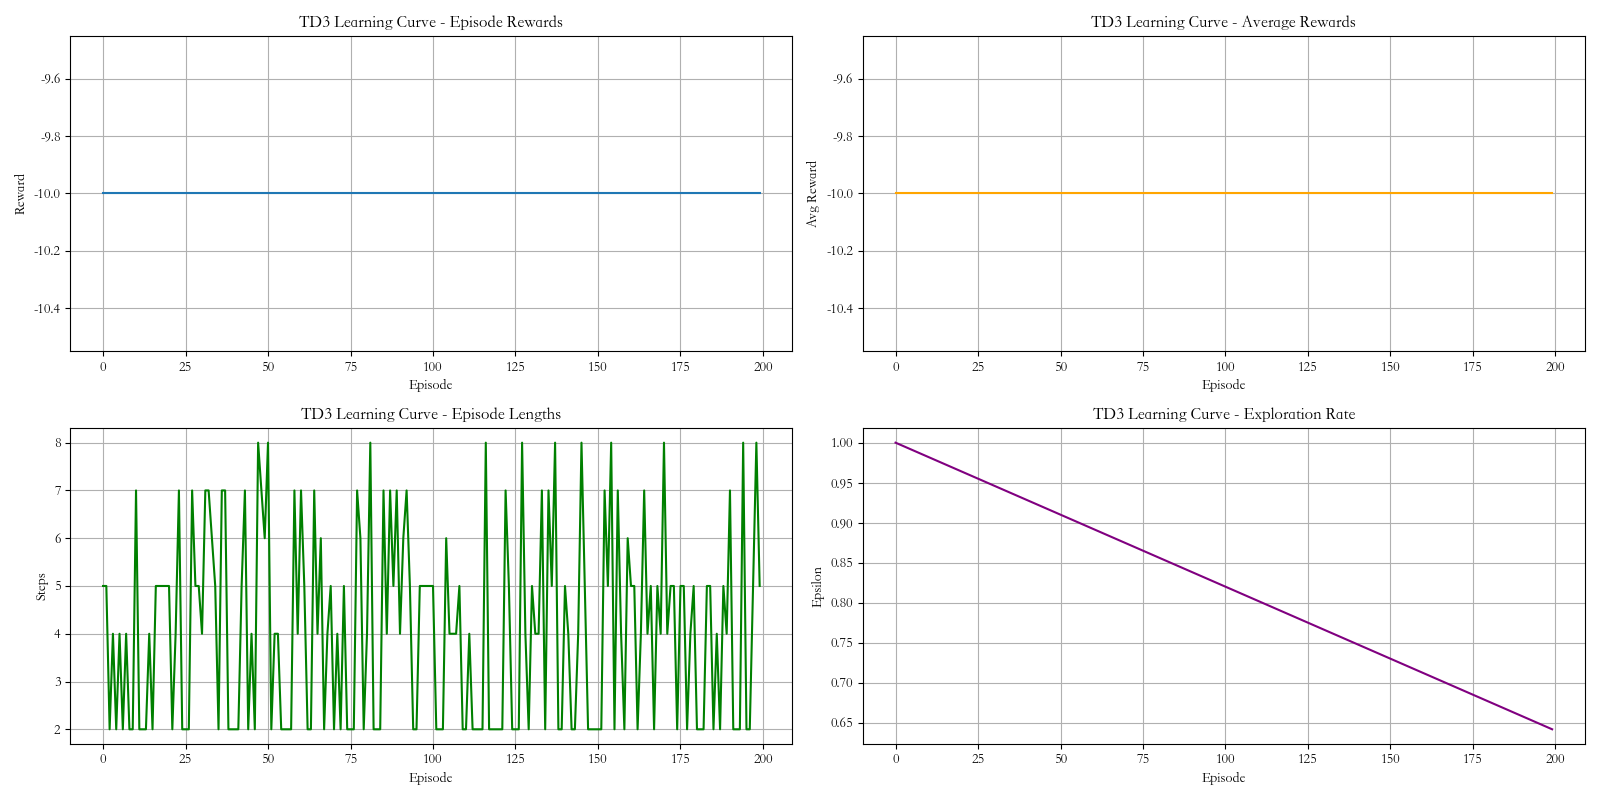 TD3 Learning Curve - Episode Rewards
Reward
-9.6
-9.8
-10.0
-10.2
-10.4
0 25 50 75 100 125 150 175 200
Episode
TD3 Learning Curve - Average Rewards
Avg Reward
-9.6
-9.8
-10.0
-10.2
-10.4
0 25 50 75 100 125 150 175 200
Episode
TD3 Learning Curve - Episode Lengths
Steps
8
7
6
5
4
3
2
0 25 50 75 100 125 150 175 200
Episode
TD3 Learning Curve - Exploration Rate
Epsilon
1.00
0.95
0.90
0.85
0.80
0.75
0.70
0.65
0 25 50 75 100 125 150 175 200
Episode